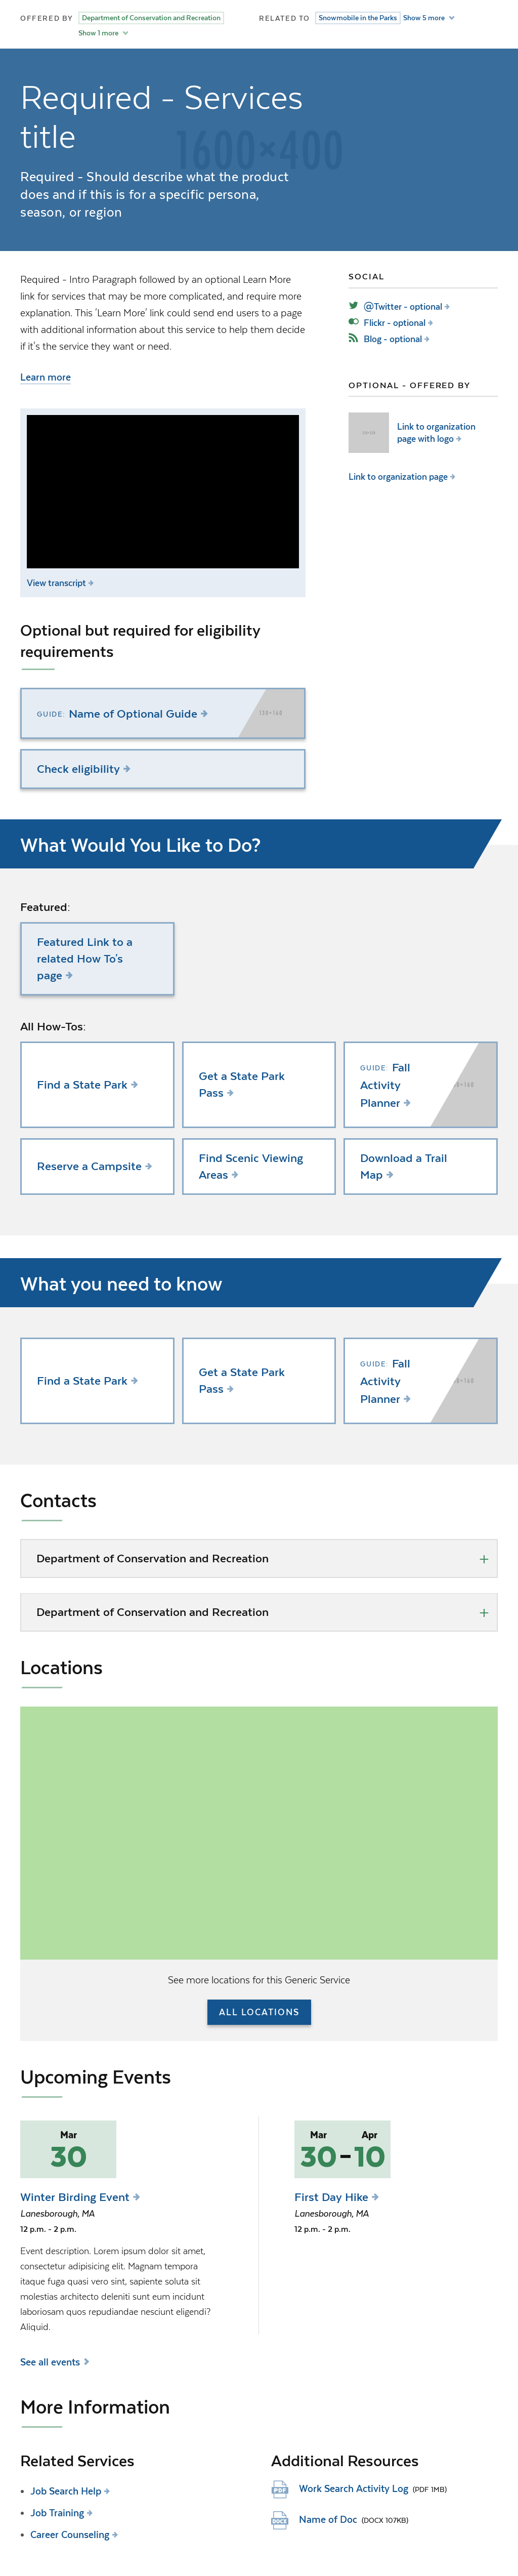 OFFERED BY Department of Conservation and Recreation
Show 1 more
RELATED TO Snowmobile in the Parks Show 5 more
1600×400
Required - Services
title
Required - Should describe what the product
does and if this is for a specific persona,
season, or region
Required - Intro Paragraph followed by an optional Learn More
link for services that may be more complicated, and require more
explanation. This 'Learn More' link could send end users to a page
with additional information about this service to help them decide
if it's the service they want or need.
Learn more
View transcript
SOCIAL
@Twitter - optional
Flickr - optional
Blog - optional
OPTIONAL - OFFERED BY
Link to organization
page with logo
Link to organization page
Optional but required for eligibility
requirements
GUIDE: Name of Optional Guide
130×160
Check eligibility
What Would You Like to Do?
Featured:
Featured Link to a
related How To's
page
All How-Tos:
Find a State Park
Get a State Park
Pass
GUIDE: Fall
Activity
Planner
Reserve a Campsite
Find Scenic Viewing
Areas
Download a Trail
Map
What you need to know
Find a State Park
Get a State Park
Pass
GUIDE: Fall
Activity
Planner
Contacts
Department of Conservation and Recreation
Department of Conservation and Recreation
Locations
See more locations for this Generic Service
ALL LOCATIONS
Upcoming Events
Mar
30
Winter Birding Event
Lanesborough, MA
12 p.m. - 2 p.m.
Event description. Lorem ipsum dolor sit amet,
consectetur adipisicing elit. Magnam tempora
itaque fuga quasi vero sint, sapiente soluta sit
molestias architecto deleniti sunt eum incidunt
laboriosam quos repudiandae nesciunt eligendi?
Aliquid.
Mar Apr
30-10
First Day Hike
Lanesborough, MA
12 p.m. - 2 p.m.
See all events
More Information
Related Services
Job Search Help
Job Training
Career Counseling
Additional Resources
PDF Work Search Activity Log (PDF 1MB)
DOCX Name of Doc (DOCX 107KB)